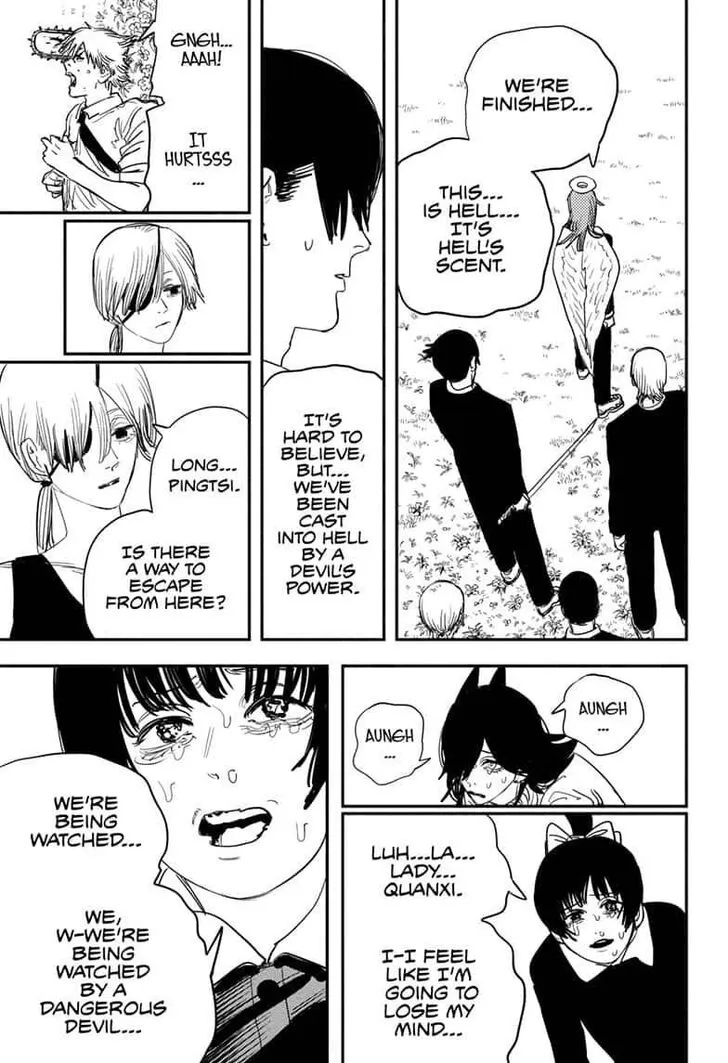 WE'RE
FINISHED...
THIS...
IS HELL...
IT'S
HELL'S
SCENT.
IT'S
HARD TO
BELIEVE,
BUT...
WE'VE
BEEN
CAST
INTO HELL
BY A
DEVIL'S
POWER.
GNGH...
AAAH!
IT
HURTSSS
...
LONG...
PINGTSI.
IS THERE
A WAY TO
ESCAPE
FROM HERE?
AUNGH
...
AUNGH
...
LUH...LA...
LADY...
QUANXI.
I-I FEEL
LIKE I'M
GOING TO
LOSE MY
MIND...
WE'RE
BEING
WATCHED...
WE,
W-WE'RE
BEING
WATCHED
BY A
DANGEROUS
DEVIL...